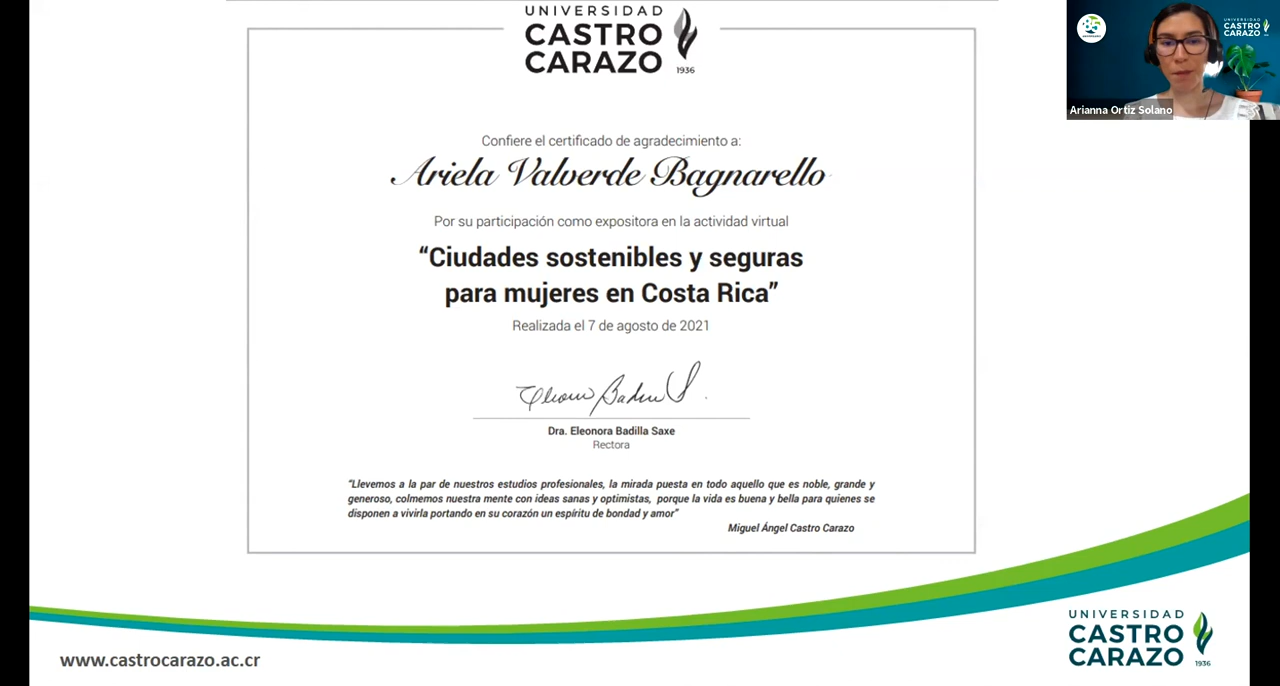 UNIVERSIDAD
CASTRO
CARAZO
1936
UNIVERSIDAD
CASTRO
CARAZO
Arianna Ortiz Solano
Confiere el certificado de agradecimiento a:
Ariela Valverde Bagnarello
Por su participación como expositora en la actividad virtual
“Ciudades sostenibles y seguras
para mujeres en Costa Rica”
Realizada el 7 de agosto de 2021
Dra. Eleonora Badilla Saxe
Rectora
“Llevemos a la par de nuestros estudios profesionales, la mirada puesta en todo aquello que es noble, grande y
generoso, colmemos nuestra mente con ideas sanas y optimistas, porque la vida es buena y bella para quienes se
disponen a vivirla portando en su corazón un espíritu de bondad y amor”
Miguel Ángel Castro Carazo
www.castrocarazo.ac.cr
UNIVERSIDAD
CASTRO
CARAZO
1936